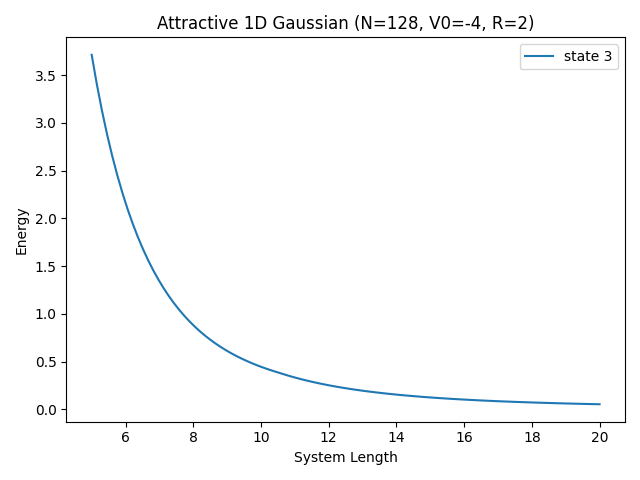 Attractive 1D Gaussian (N=128, V0=-4, R=2)
state 3
3.5
3.0
2.5
2.0
1.5
1.0
0.5
0.0
Energy
6 8 10 12 14 16 18 20
System Length